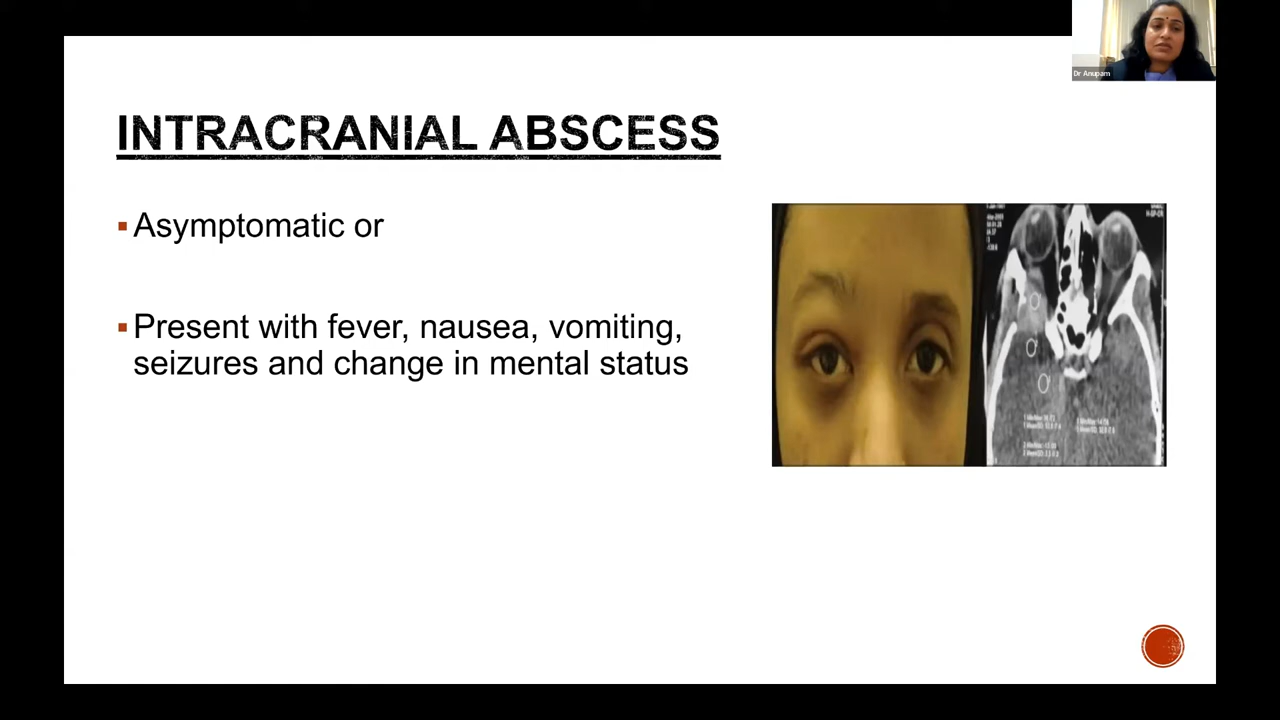 Dr Anupam
INTRACRANIAL ABSCESS
▪Asymptomatic or
▪Present with fever, nausea, vomiting,
seizures and change in mental status